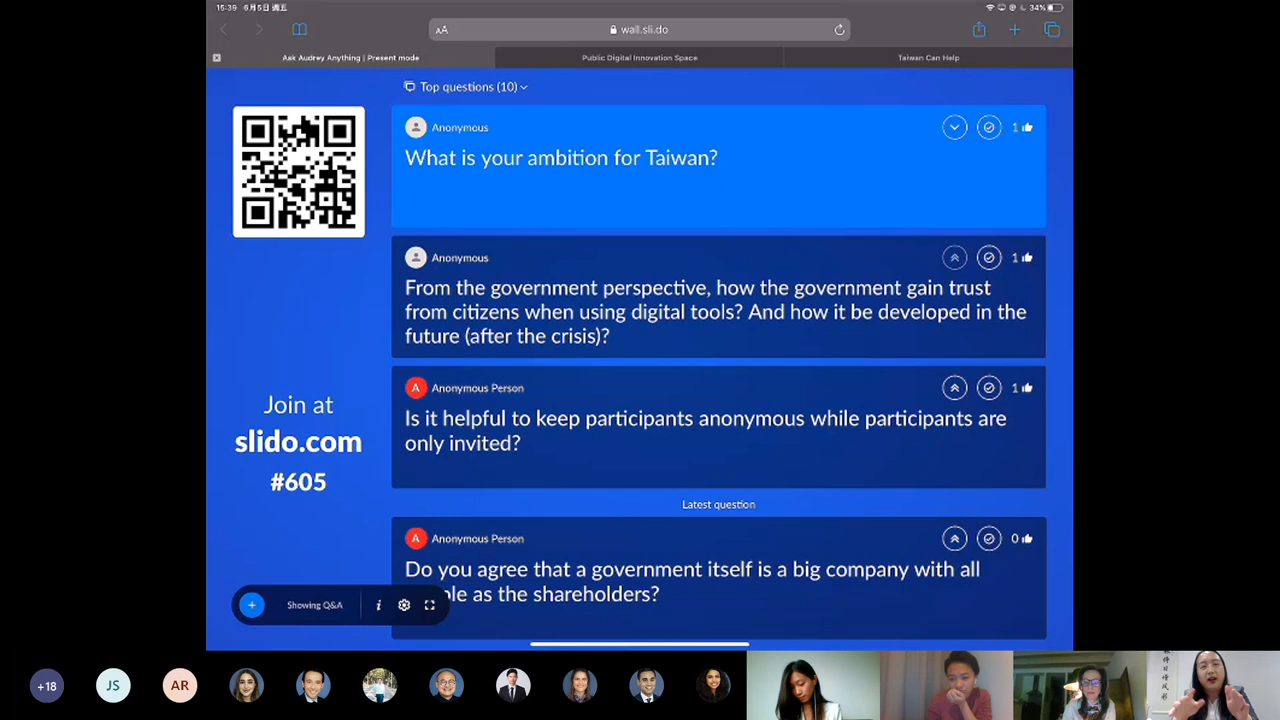 15:39 6月5日 週五
34%
AA
wall.sli.do
Ask Audrey Anything | Present mode
Public Digital Innovation Space
Taiwan Can Help
Top questions (10)
Anonymous
1
What is your ambition for Taiwan?
Anonymous
1
From the government perspective, how the government gain trust
from citizens when using digital tools? And how it be developed in the
future (after the crisis)?
A Anonymous Person
1
Is it helpful to keep participants anonymous while participants are
only invited?
Join at
slido.com
#605
Latest question
A Anonymous Person
0
Do you agree that a government itself is a big company with all
as the shareholders?
Showing Q&A
i
+18
JS
AR